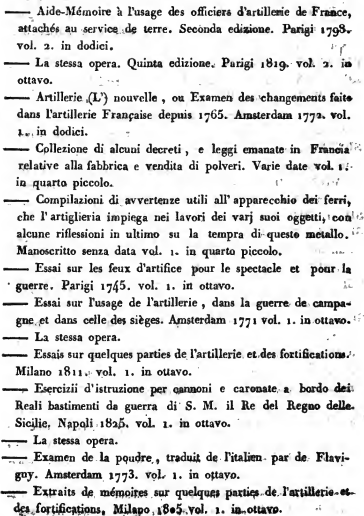 —— Aide-Mémoire à l'usage des officiers d'artillerie de France,
attachés au service de terre. Seconda edizione. Parigi 1798.
vol. 2. in dodici.
—— La stessa opera. Quinta edizione. Parigi 1819. vol. 2. in
ottavo.
—— Artillerie (L') nouvelle, ou Examen des changements faits
dans l'artillerie Française depuis 1765. Amsterdam 1772. vol.
1. in dodici.
—— Collezione di alcuni decreti, e leggi emanate in Francia
relative alla fabbrica e vendita di polveri. Varie date vol. 1.
in quarto piccolo.
—— Compilazioni di avvertenze utili all' apparecchio dei ferri,
che l' artiglieria impiega nei lavori dei varj suoi oggetti, con
alcune riflessioni in ultimo su la tempra di questo metallo.
Manoscritto senza data vol. 1. in quarto piccolo.
—— Essai sur les feux d'artifice pour le spectacle et pour la
guerre. Parigi 1745. vol. 1. in ottavo.
—— Essai sur l'usage de l'artillerie, dans la guerre de campa-
gne et dans celle des sièges. Amsterdam 1771 vol. 1. in ottavo.
—— La stessa opera.
—— Essais sur quelques parties de l'artillerie et des fortifications.
Milano 1811. vol. 1. in ottavo.
—— Esercizii d'istruzione per cannoni e caronate a bordo dei
Reali bastimenti da guerra di S. M. il Re del Regno delle
Sicilie. Napoli 1825. vol. 1. in ottavo.
—— La stessa opera.
—— Examen de la poudre, traduit de l'italien par de Flavi-
gny. Amsterdam 1773. vol. 1. in ottavo.
—— Extraits de mémoires sur quelques parties de l'artillerie et
des fortifications, Milano 1805 vol. 1. in ottavo.